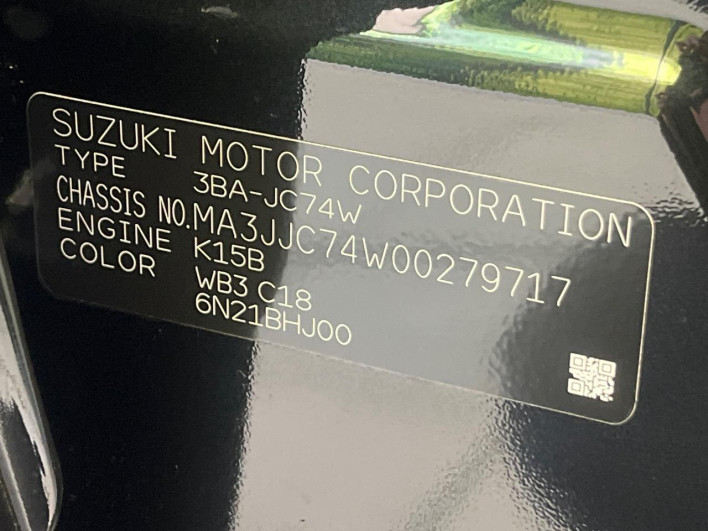 SUZUKI MOTOR CORPORATION
TYPE 3BA-JC74W
CHASSIS NO. MA3JJC74W00279717
ENGINE K15B
COLOR WB3 C18
6N21BHJ00